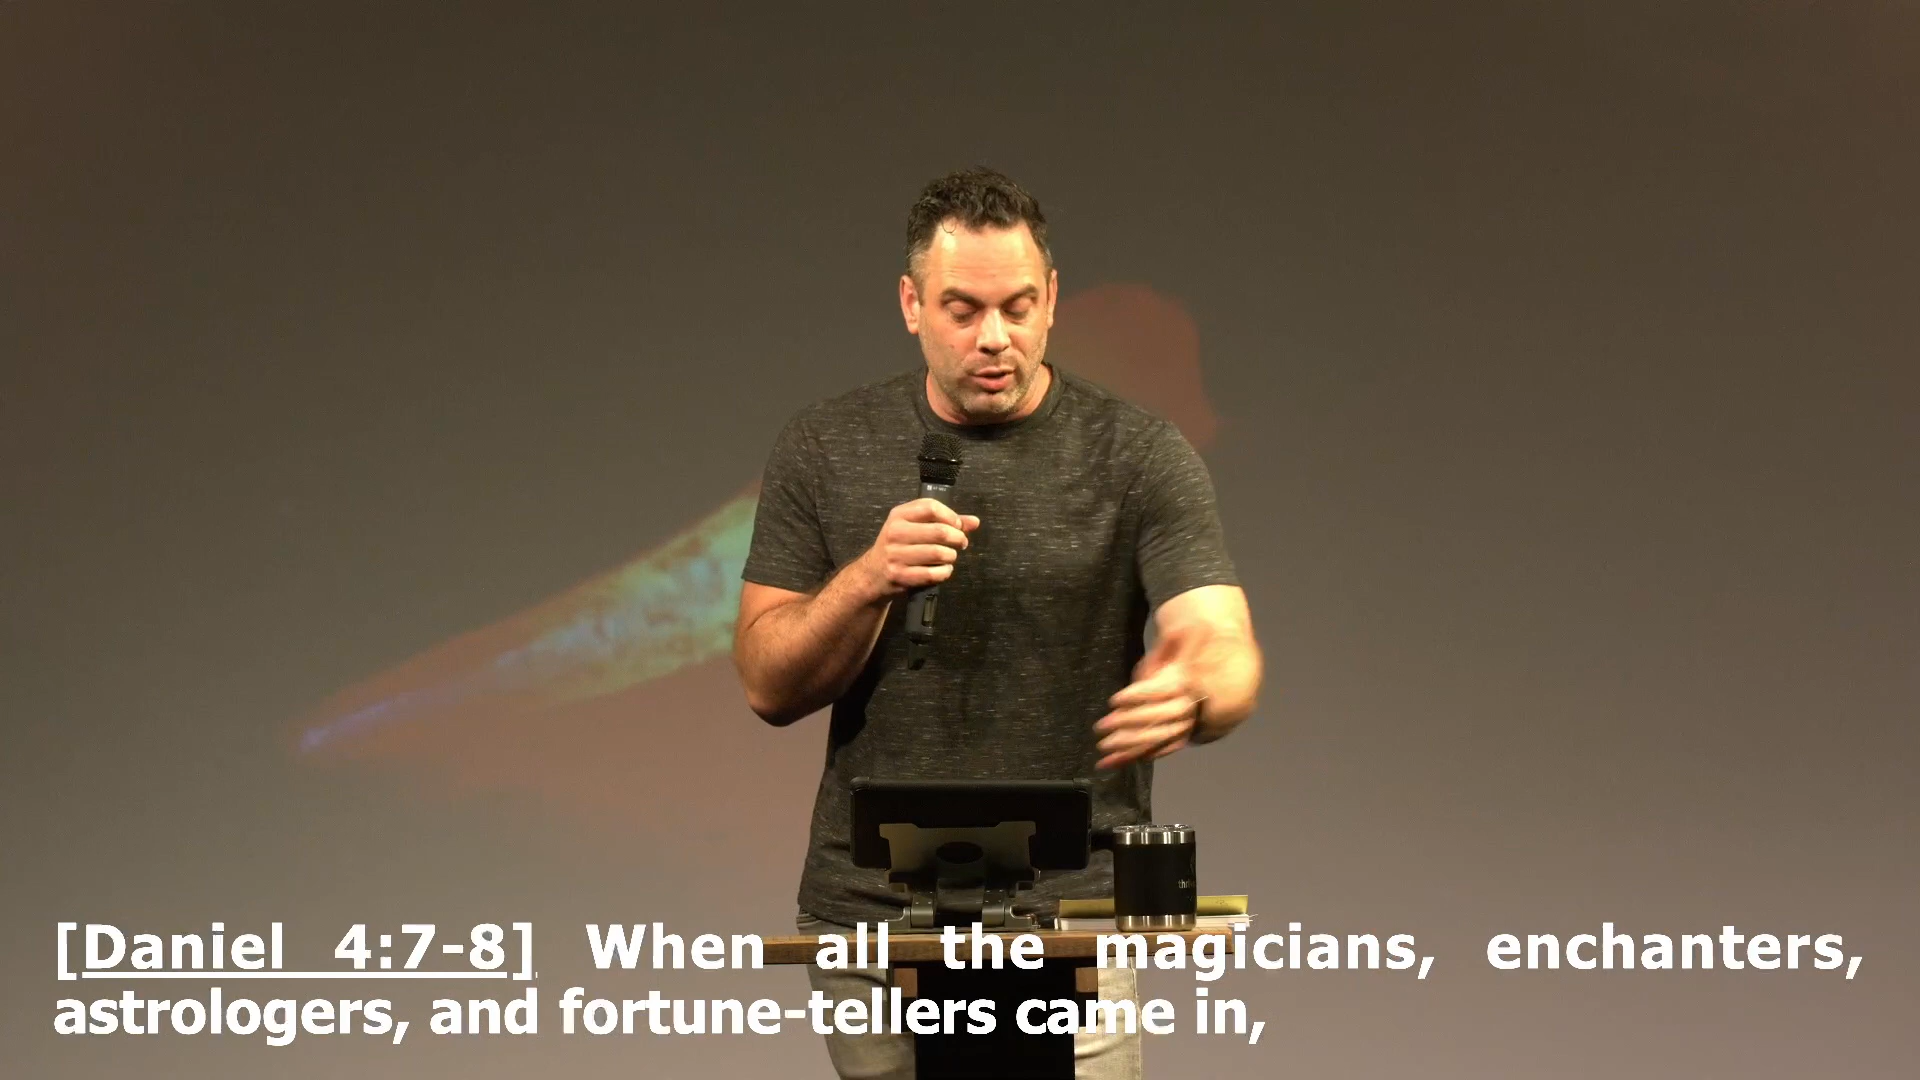 [Daniel 4:7-8] When all the magicians, enchanters,
astrologers, and fortune-tellers came in,